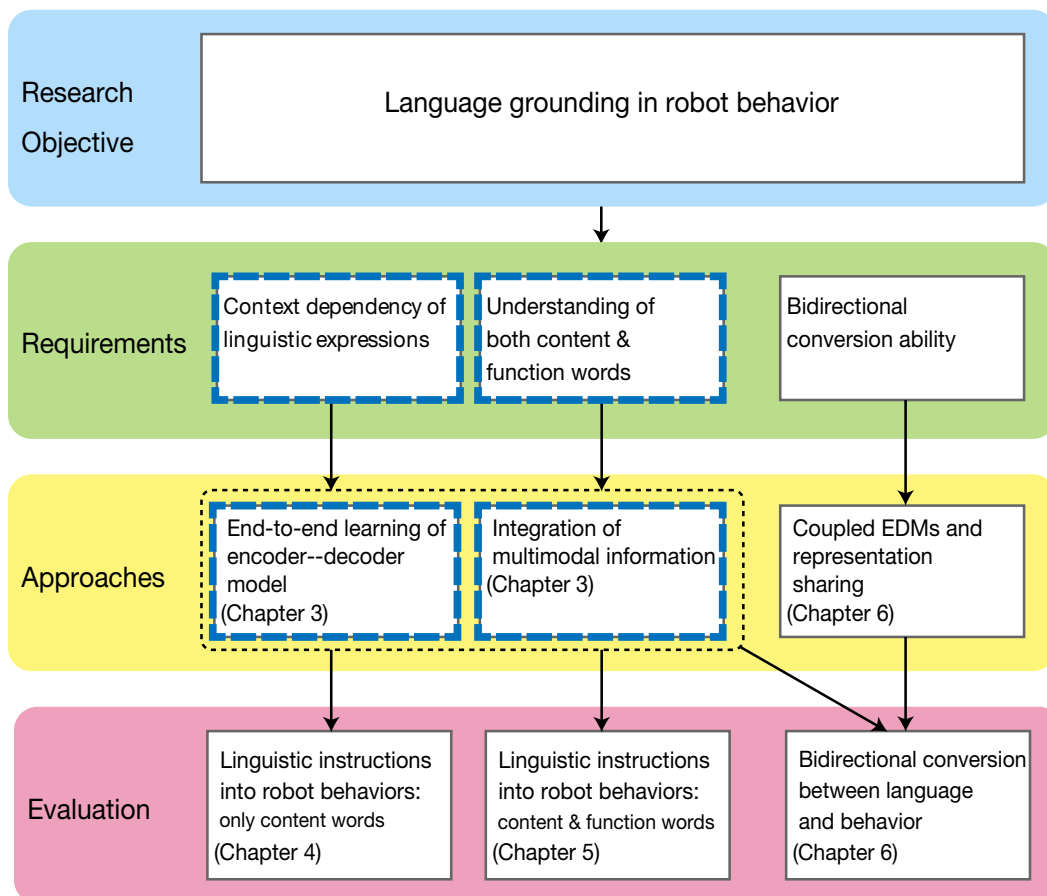 Research
Objective
Language grounding in robot behavior
Requirements
Context dependency of
linguistic expressions
Understanding of
both content &
function words
Bidirectional
conversion ability
Approaches
End-to-end learning of
encoder--decoder
model
(Chapter 3)
Integration of
multimodal information
(Chapter 3)
Coupled EDMs and
representation
sharing
(Chapter 6)
Evaluation
Linguistic instructions
into robot behaviors:
only content words
(Chapter 4)
Linguistic instructions
into robot behaviors:
content & function words
(Chapter 5)
Bidirectional conversion
between language
and behavior
(Chapter 6)